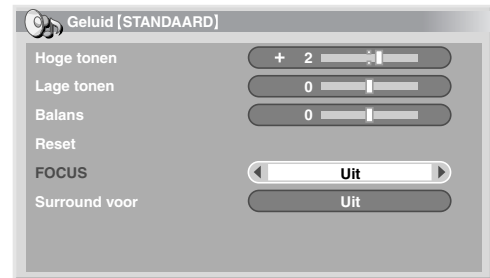 Geluid [STANDAARD]
Hoge tonen + 2
Lage tonen 0
Balans 0
Reset
FOCUS Uit
Surround voor Uit